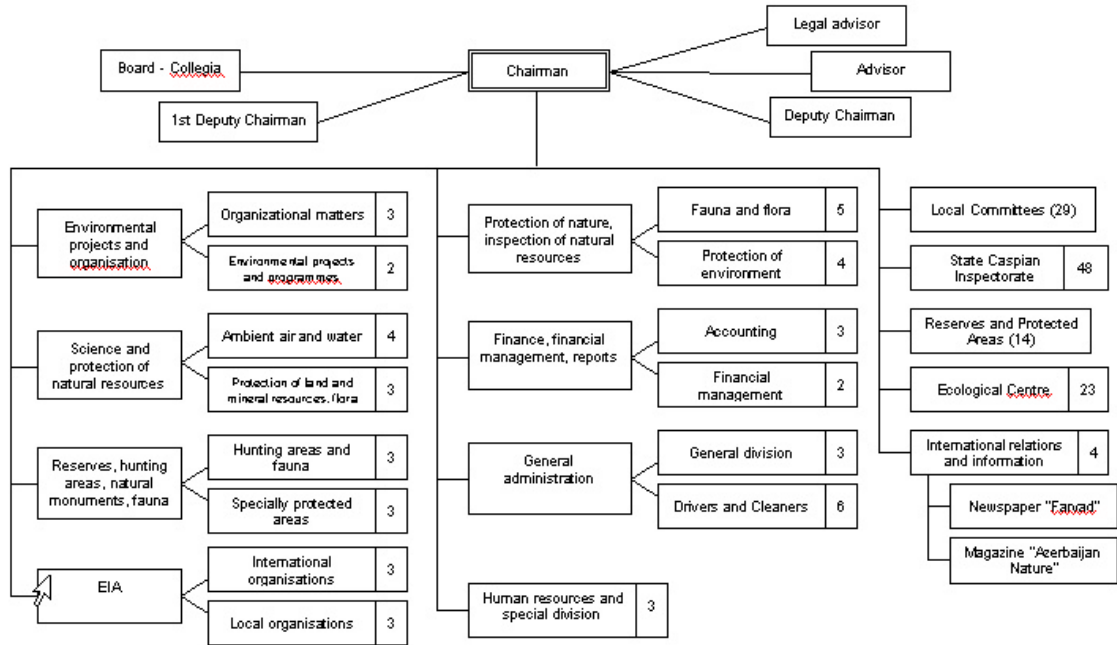 Legal advisor
Board - Collegia
Chairman
Advisor
1st Deputy Chairman
Deputy Chairman
Environmental
projects and
organisation
Organizational matters 3
Environmental projects
and programmes 2
Science and
protection of
natural resources
Ambient air and water 4
Protection of land and
mineral resources, flora 3
Reserves, hunting
areas, natural
monuments, fauna
Hunting areas and
fauna 3
Specially protected
areas 3
EIA
International
organisations 3
Local organisations 3
Protection of nature,
inspection of natural
resources
Fauna and flora 5
Protection of
environment 4
Finance, financial
management, reports
Accounting 3
Financial
management 2
General
administration
General division 3
Drivers and Cleaners 6
Human resources and
special division 3
Local Committees (29)
State Caspian
Inspectorate 48
Reserves and Protected
Areas (14)
Ecological Centre 23
International relations
and information 4
Newspaper "Farvad"
Magazine "Azerbaijan
Nature"